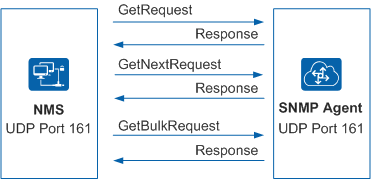 GetRequest
Response
GetNextRequest
Response
NMS
UDP Port 161
SNMP Agent
UDP Port 161
GetBulkRequest
Response